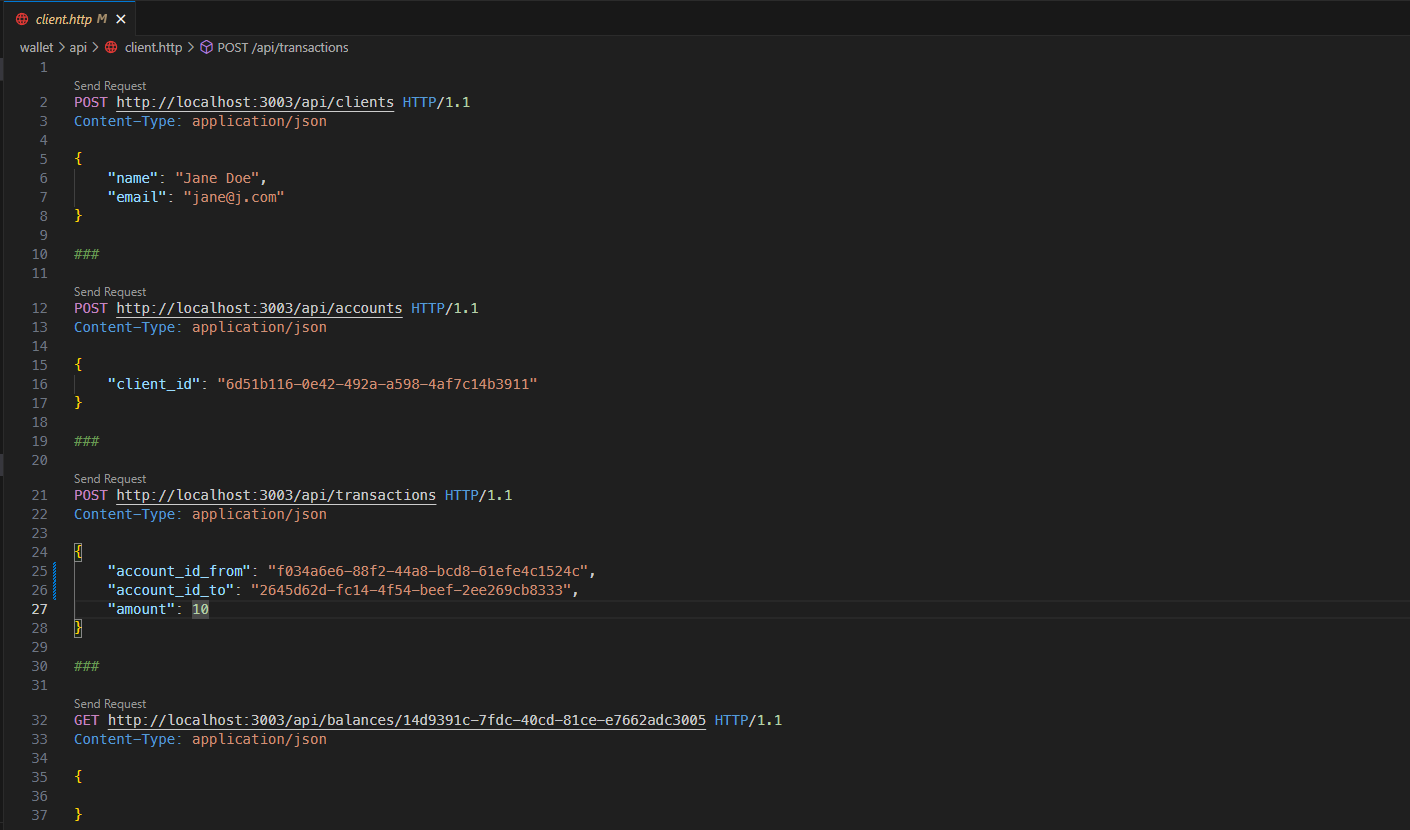 client.http M
wallet > api > client.http > POST /api/transactions
1
Send Request
2 POST http://localhost:3003/api/clients HTTP/1.1
3 Content-Type: application/json
4
5 {
6     "name": "Jane Doe",
7     "email": "jane@j.com"
8 }
9
10 ###
11
Send Request
12 POST http://localhost:3003/api/accounts HTTP/1.1
13 Content-Type: application/json
14
15 {
16     "client_id": "6d51b116-0e42-492a-a598-4af7c14b3911"
17 }
18
19 ###
20
Send Request
21 POST http://localhost:3003/api/transactions HTTP/1.1
22 Content-Type: application/json
23
24 {
25     "account_id_from": "f034a6e6-88f2-44a8-bcd8-61efe4c1524c",
26     "account_id_to": "2645d62d-fc14-4f54-beef-2ee269cb8333",
27     "amount": 10
28 }
29
30 ###
31
Send Request
32 GET http://localhost:3003/api/balances/14d9391c-7fdc-40cd-81ce-e7662adc3005 HTTP/1.1
33 Content-Type: application/json
34
35 {
36
37 }